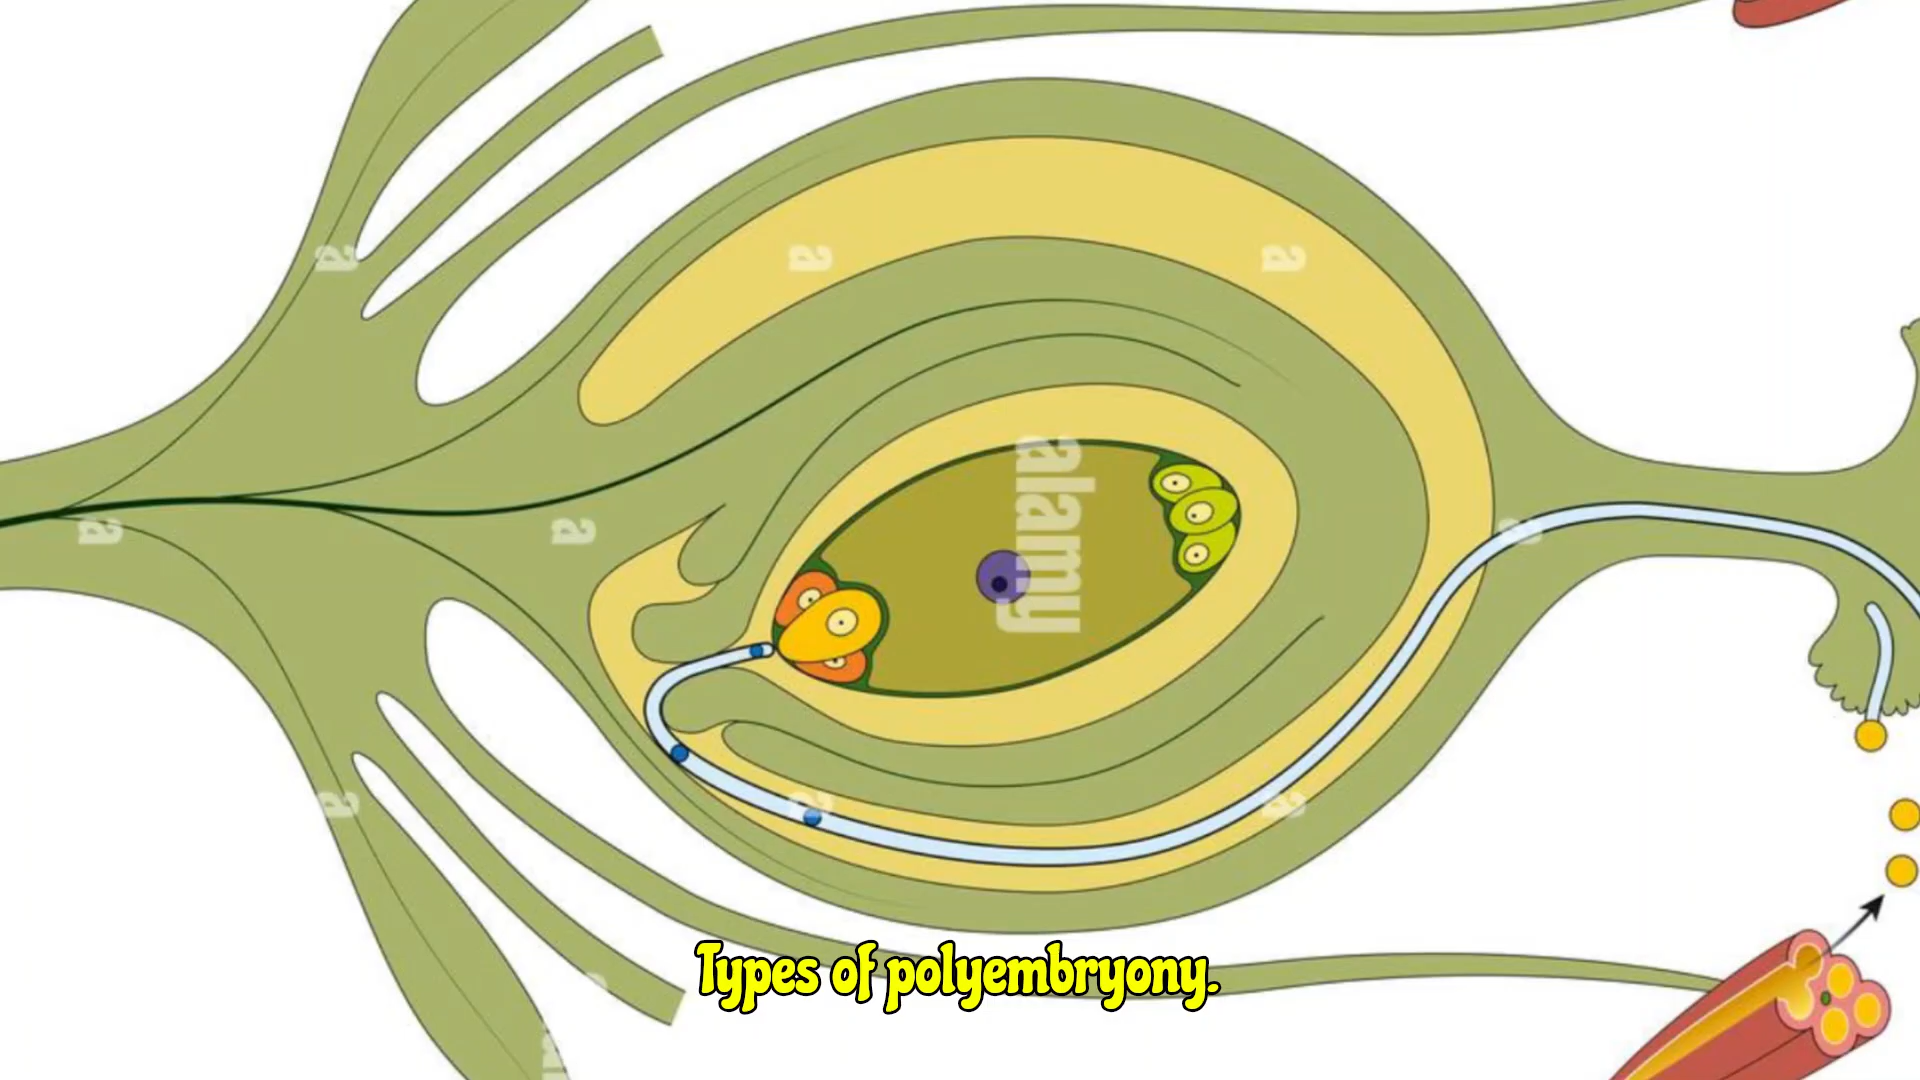 a a a
alamy
a a a
a a a
Types of polyembryony.